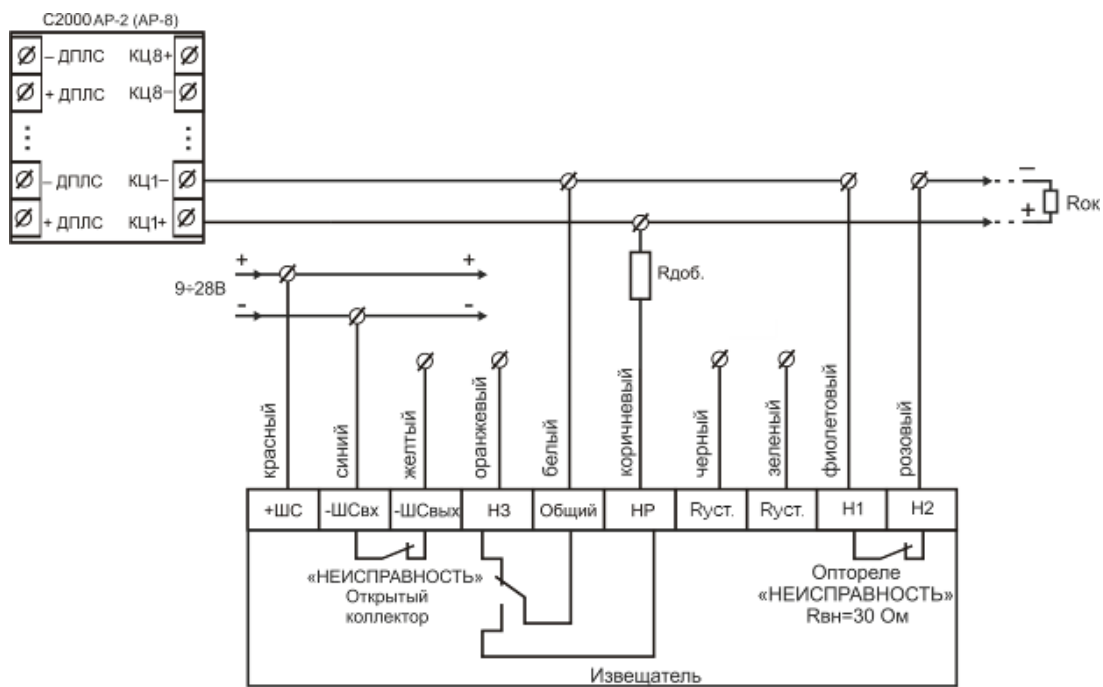 С2000 АР-2 (АР-8)
– ДПЛС КЦ8+
+ ДПЛС КЦ8–
– ДПЛС КЦ1–
+ ДПЛС КЦ1+
–
+
Rок
+ +
9÷28В
- -
Rдоб.
красный
синий
желтый
оранжевый
белый
коричневый
черный
зеленый
фиолетовый
розовый
+ШС -ШСвх -ШСвых НЗ Общий НР Rуст. Rуст. Н1 Н2
«НЕИСПРАВНОСТЬ»
Открытый
коллектор
Оптореле
«НЕИСПРАВНОСТЬ»
Rвн=30 Ом
Извещатель